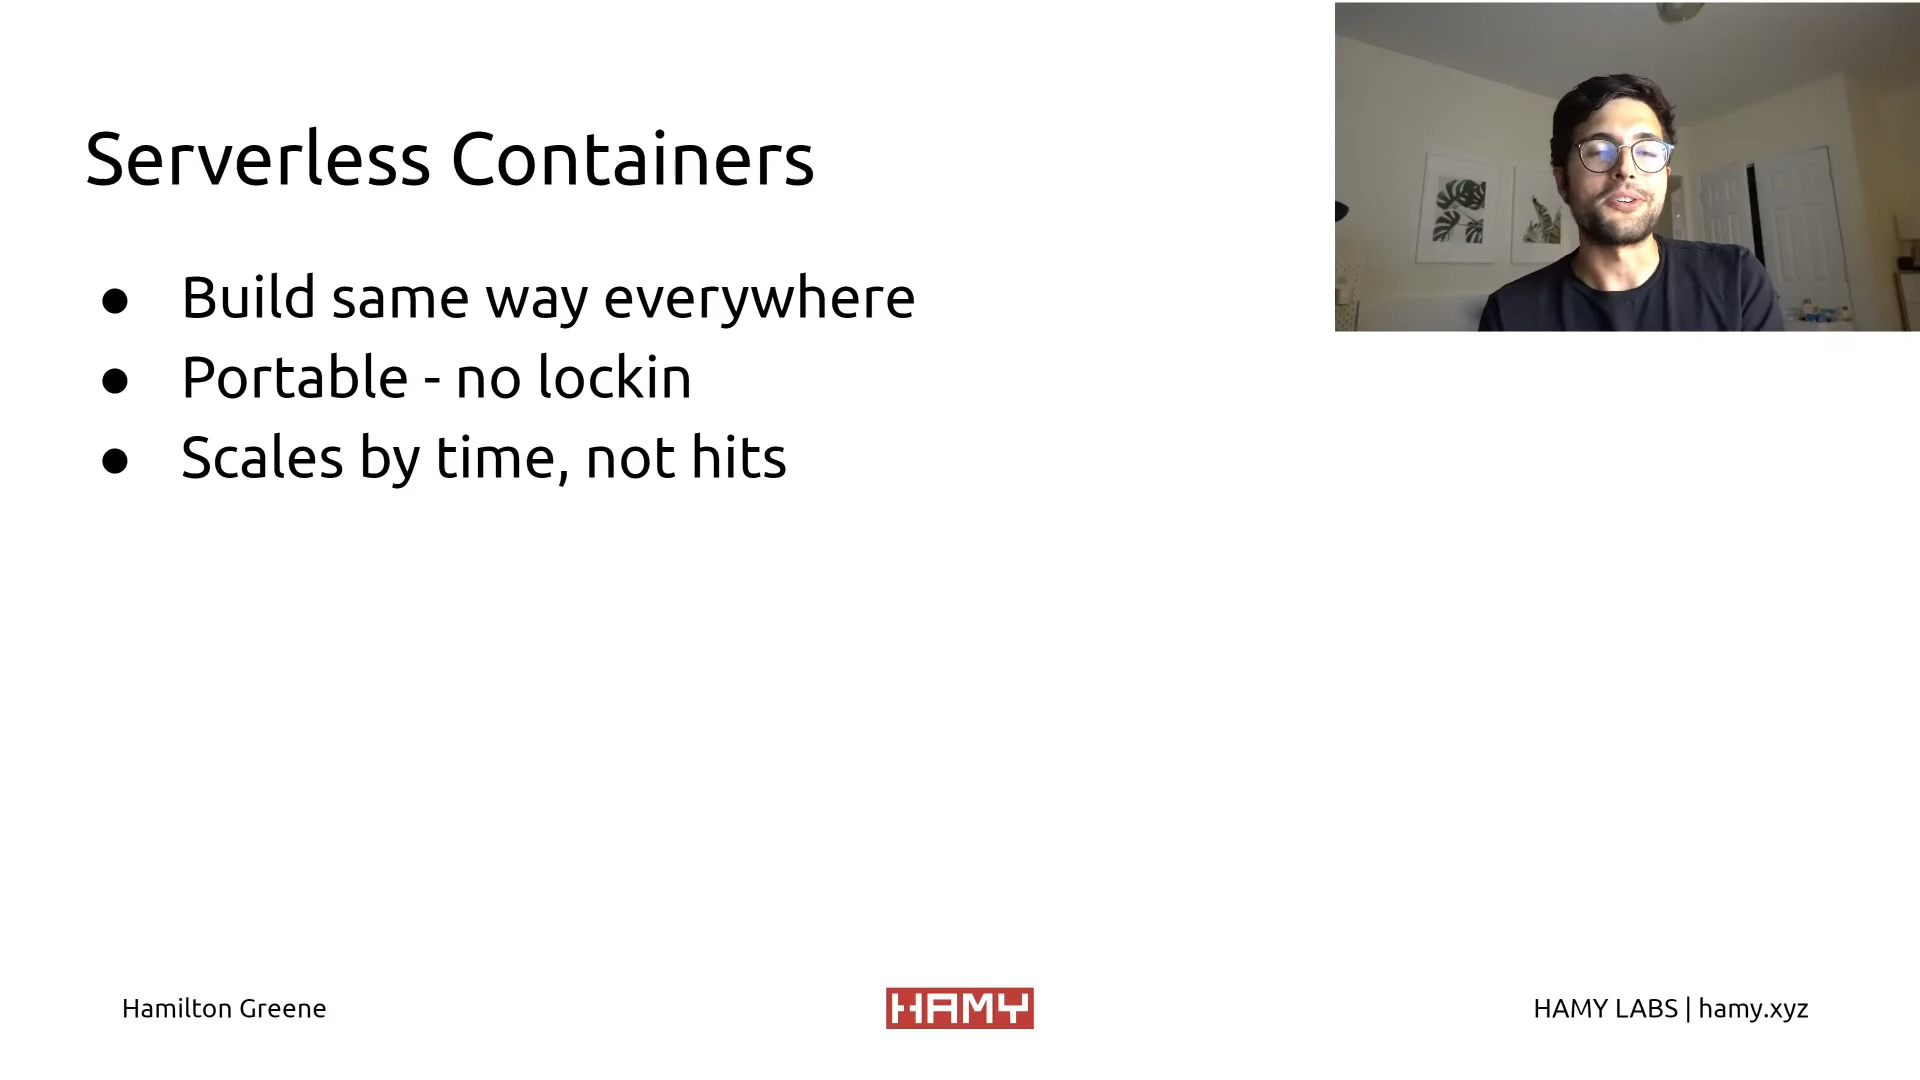 Serverless Containers
● Build same way everywhere
● Portable - no lockin
● Scales by time, not hits
Hamilton Greene
HAMY
HAMY LABS | hamy.xyz